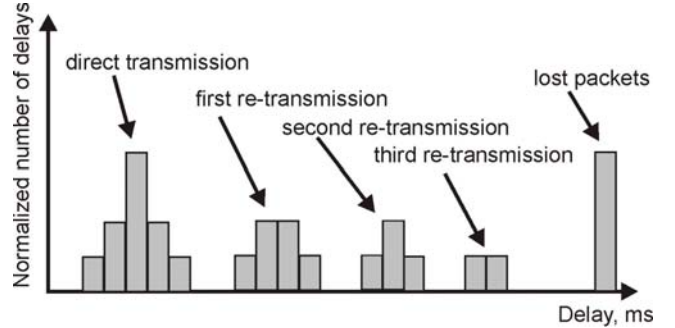 Normalized number of delays
direct transmission
first re-transmission
second re-transmission
third re-transmission
lost packets
Delay, ms